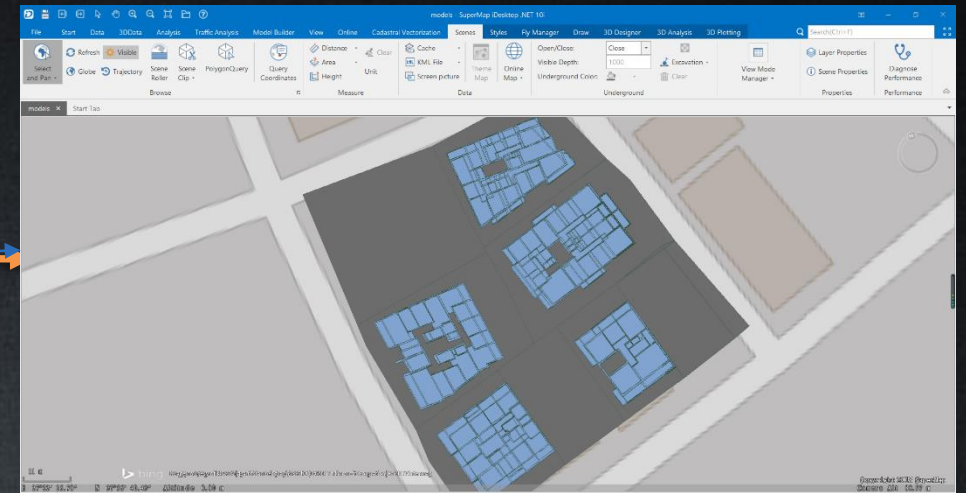 models - SuperMap iDesktop .NET 10i
File Start Data 3DData Analysis Traffic Analysis Model Builder View Online Cadastral Vectorization Scenes Styles Fly Manager Draw 3D Designer 3D Analysis 3D Plotting Search(Ctrl+F)
Select and Pan
Refresh Visible
Globe Trajectory
Scene Roller
Scene Clip
PolygonQuery
Query Coordinates
Distance Clear
Area
Height
Unit
Cache
KML File
Screen picture
Theme Map
Online Map
Open/Close: Close
Visible Depth: 1000 Excavation
Underground Color: Clear
View Mode Manager
Layer Properties
Scene Properties
Diagnose Performance
Browse Measure Data Underground Properties Performance
models Start Tab
bing